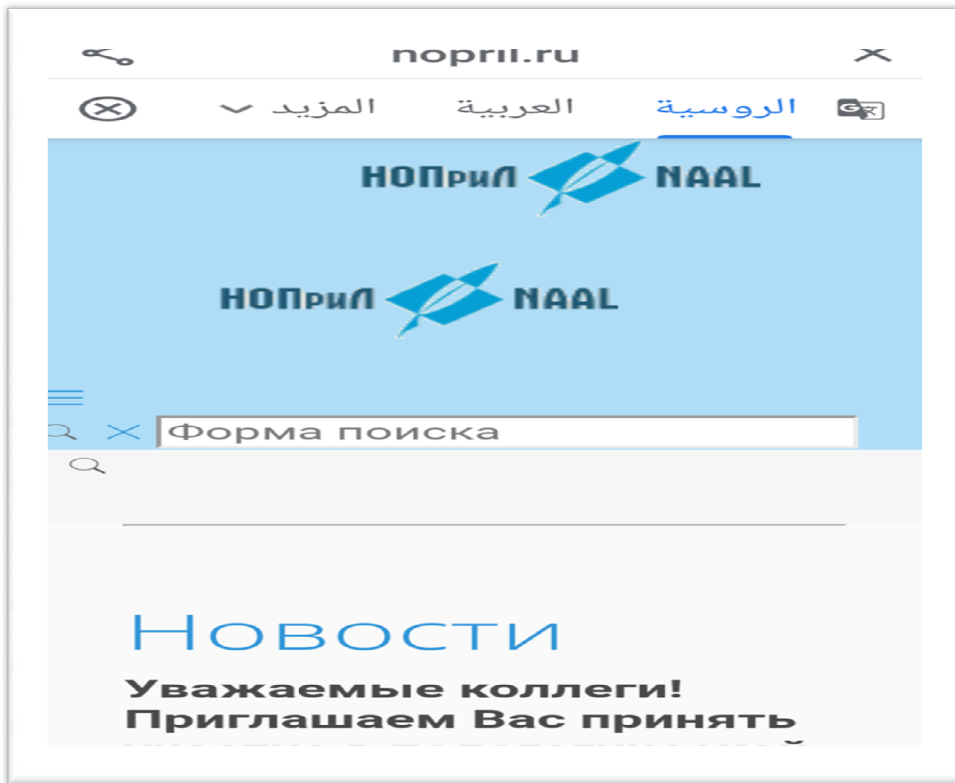 nopril.ru
الروسية العربية المزيد
НОПриЛ NAAL
НОПриЛ NAAL
Форма поиска
Новости
Уважаемые коллеги!
Приглашаем Вас принять